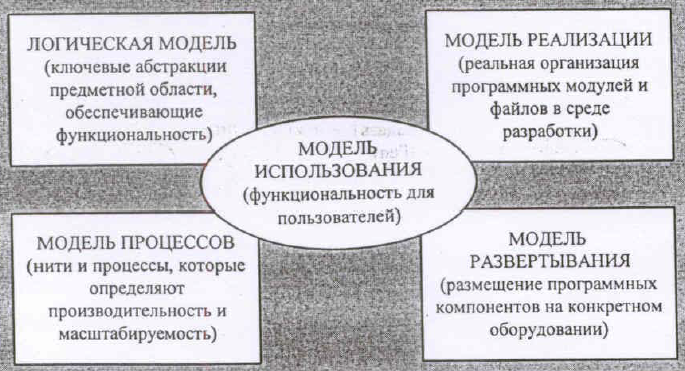 ЛОГИЧЕСКАЯ МОДЕЛЬ
(ключевые абстракции
предметной области,
обеспечивающие
функциональность)
МОДЕЛЬ РЕАЛИЗАЦИИ
(реальная организация
программных модулей и
файлов в среде
разработки)
МОДЕЛЬ
ИСПОЛЬЗОВАНИЯ
(функциональность для
пользователей)
МОДЕЛЬ ПРОЦЕССОВ
(нити и процессы, которые
определяют
производительность и
масштабируемость)
МОДЕЛЬ
РАЗВЕРТЫВАНИЯ
(размещение программных
компонентов на конкретном
оборудовании)